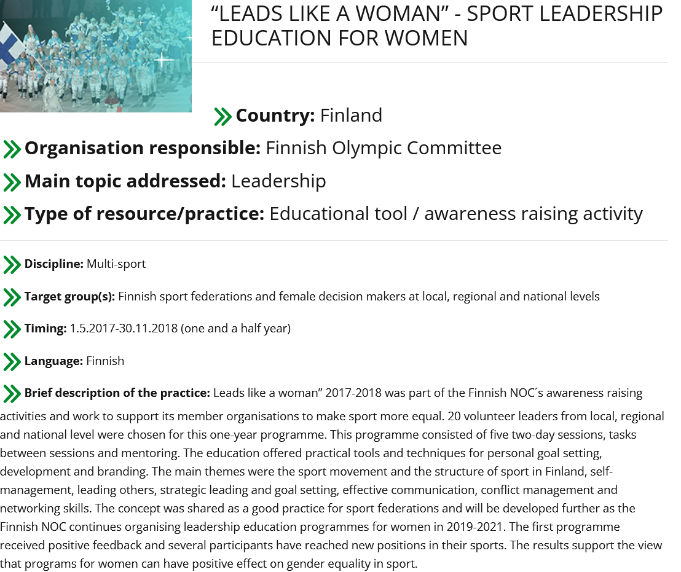 “LEADS LIKE A WOMAN” - SPORT LEADERSHIP
EDUCATION FOR WOMEN
Country: Finland
Organisation responsible: Finnish Olympic Committee
Main topic addressed: Leadership
Type of resource/practice: Educational tool / awareness raising activity
Discipline: Multi-sport
Target group(s): Finnish sport federations and female decision makers at local, regional and national levels
Timing: 1.5.2017-30.11.2018 (one and a half year)
Language: Finnish
Brief description of the practice: Leads like a woman” 2017-2018 was part of the Finnish NOC´s awareness raising
activities and work to support its member organisations to make sport more equal. 20 volunteer leaders from local, regional
and national level were chosen for this one-year programme. This programme consisted of five two-day sessions, tasks
between sessions and mentoring. The education offered practical tools and techniques for personal goal setting,
development and branding. The main themes were the sport movement and the structure of sport in Finland, self-
management, leading others, strategic leading and goal setting, effective communication, conflict management and
networking skills. The concept was shared as a good practice for sport federations and will be developed further as the
Finnish NOC continues organising leadership education programmes for women in 2019-2021. The first programme
received positive feedback and several participants have reached new positions in their sports. The results support the view
that programs for women can have positive effect on gender equality in sport.